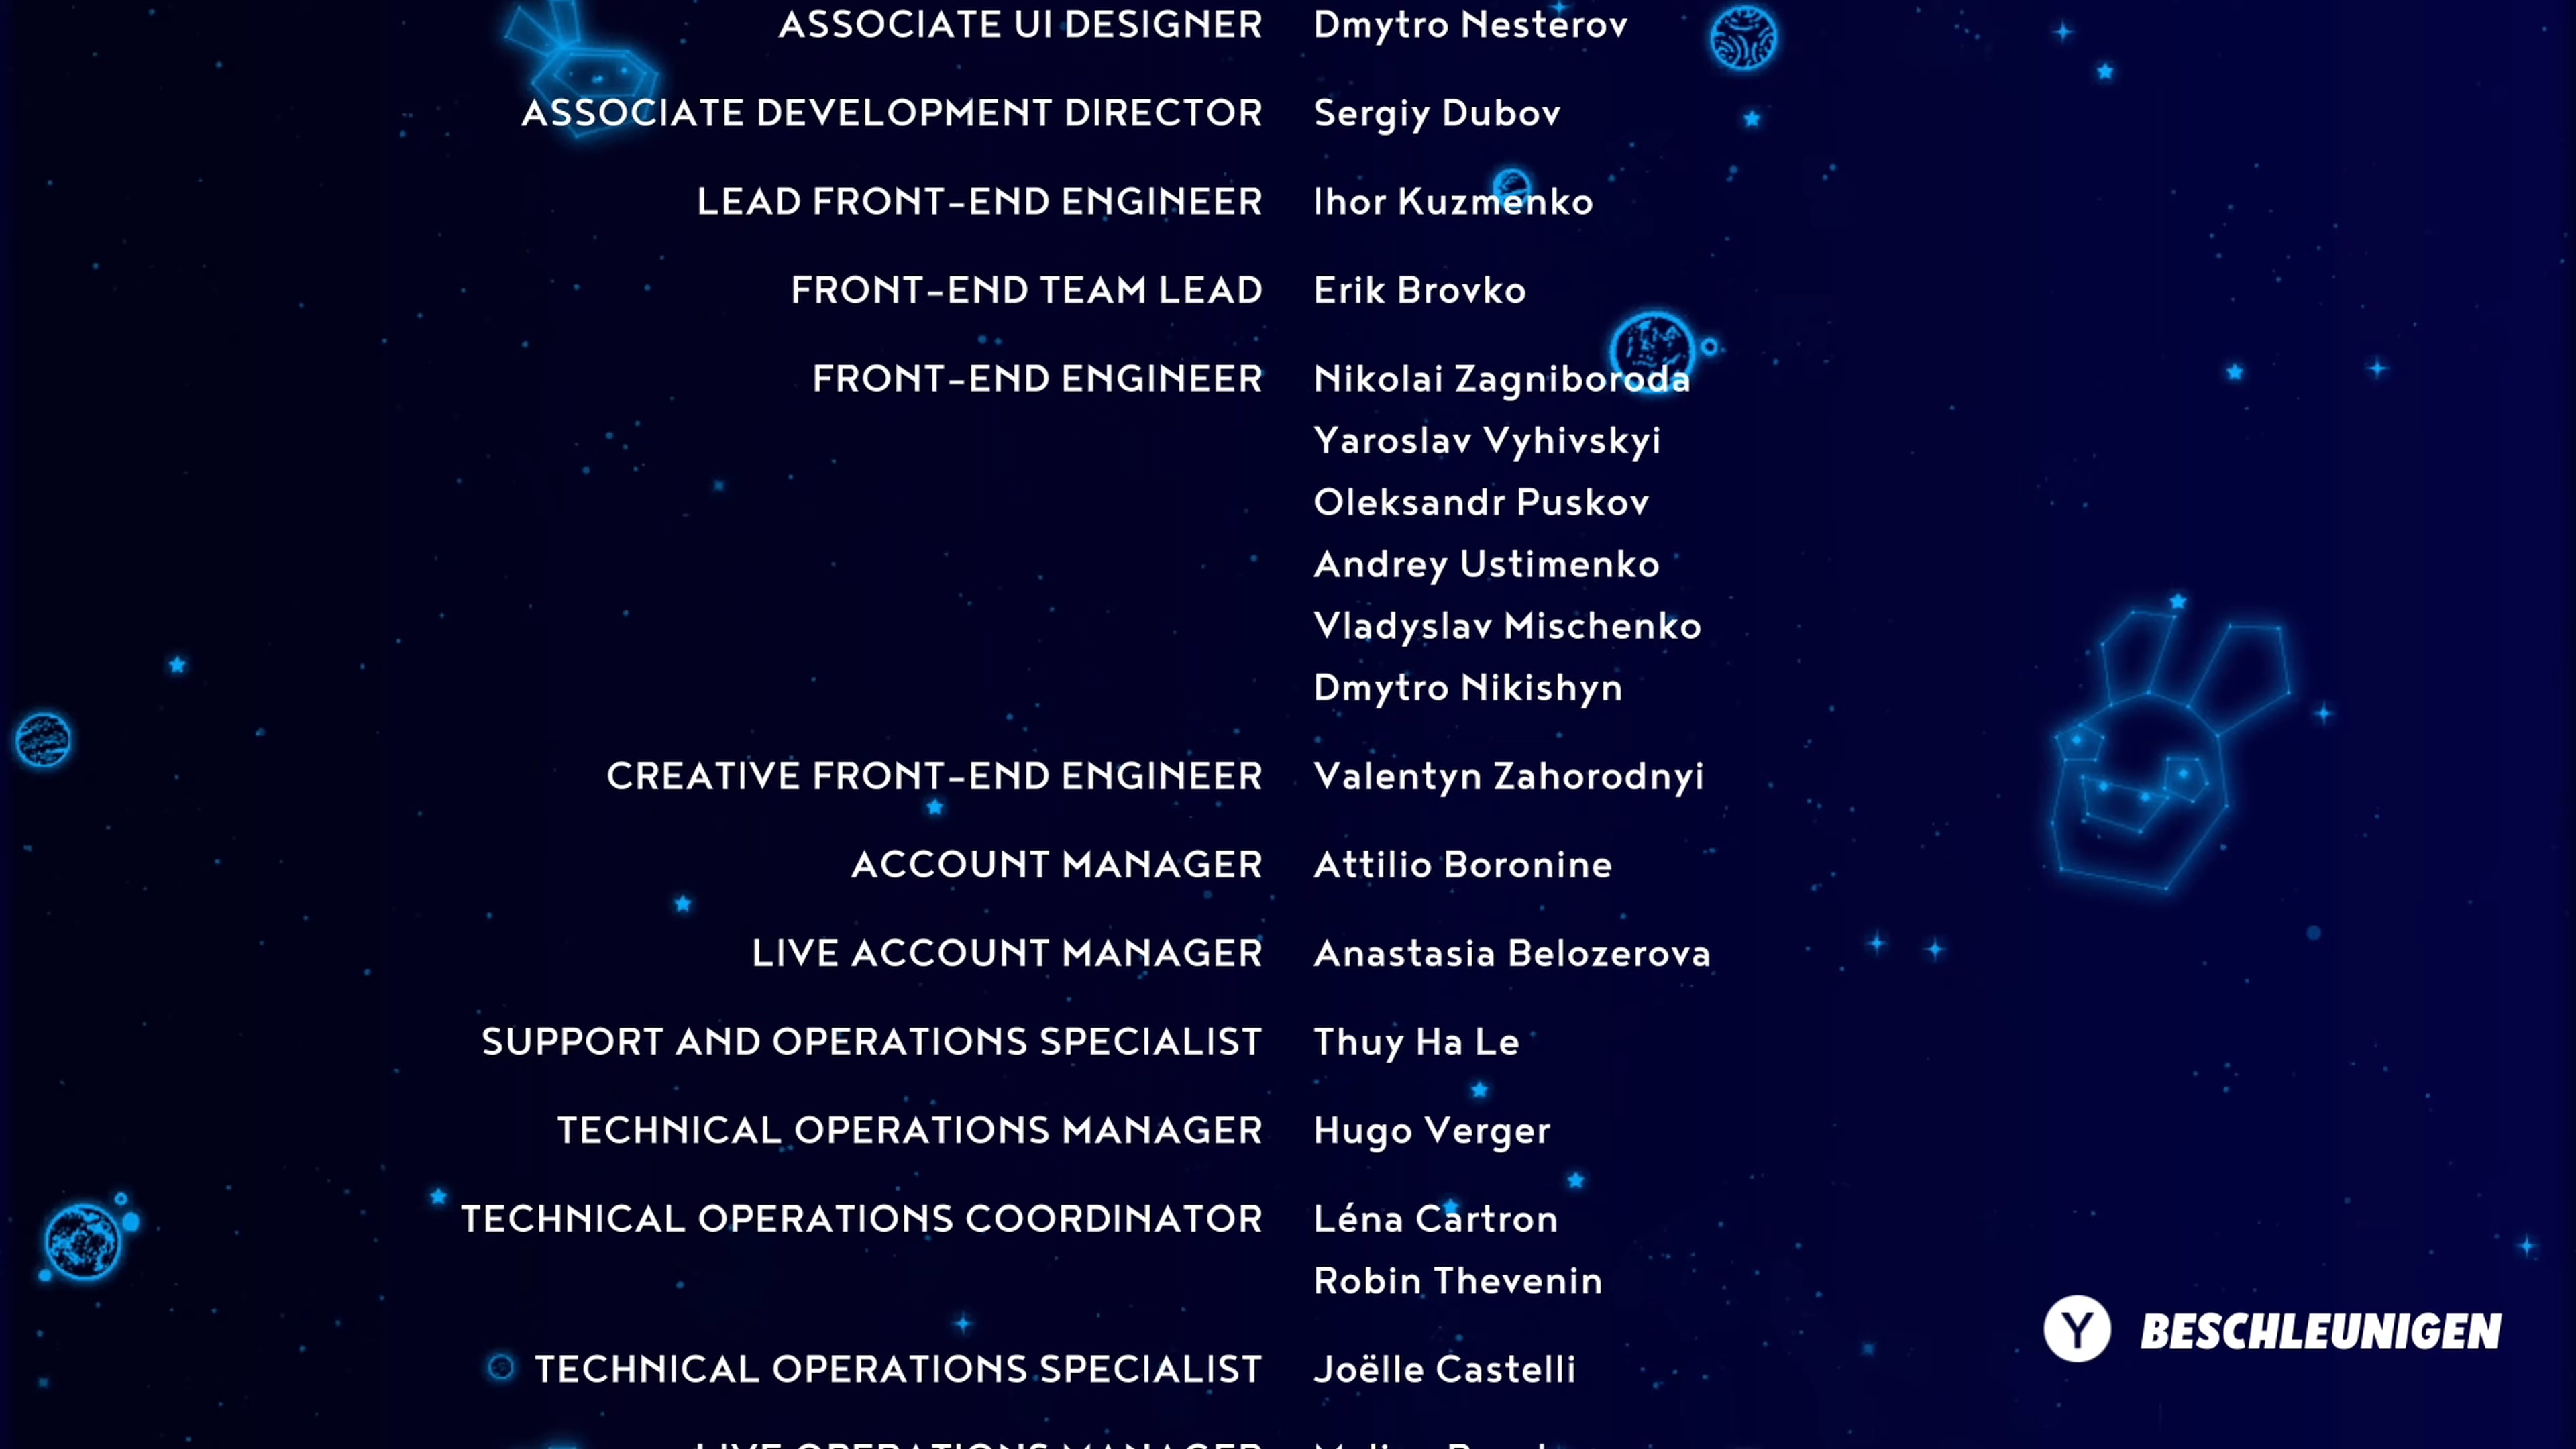 ASSOCIATE UI DESIGNER Dmytro Nesterov
ASSOCIATE DEVELOPMENT DIRECTOR Sergiy Dubov
LEAD FRONT-END ENGINEER Ihor Kuzmenko
FRONT-END TEAM LEAD Erik Brovko
FRONT-END ENGINEER Nikolai Zagniboroda
Yaroslav Vyhivskyi
Oleksandr Puskov
Andrey Ustimenko
Vladyslav Mischenko
Dmytro Nikishyn
CREATIVE FRONT-END ENGINEER Valentyn Zahorodnyi
ACCOUNT MANAGER Attilio Boronine
LIVE ACCOUNT MANAGER Anastasia Belozerova
SUPPORT AND OPERATIONS SPECIALIST Thuy Ha Le
TECHNICAL OPERATIONS MANAGER Hugo Verger
TECHNICAL OPERATIONS COORDINATOR Léna Cartron
Robin Thevenin
Y BESCHLEUNIGEN
TECHNICAL OPERATIONS SPECIALIST Joëlle Castelli
LIVE OPERATIONS MANAGER